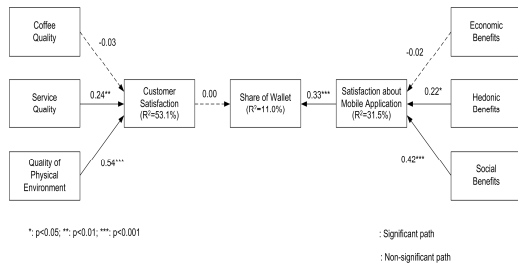 Coffee
Quality
Economic
Benefits
-0.03
-0.02
Service
Quality
0.24**
Customer
Satisfaction
(R²=53.1%)
0.00
Share of Wallet
(R²=11.0%)
0.33***
Satisfaction about
Mobile Application
(R²=31.5%)
0.22*
Hedonic
Benefits
Quality of
Physical
Environment
0.54***
0.42***
Social
Benefits
*: p<0.05; **: p<0.01; ***: p<0.001
: Significant path
: Non-significant path